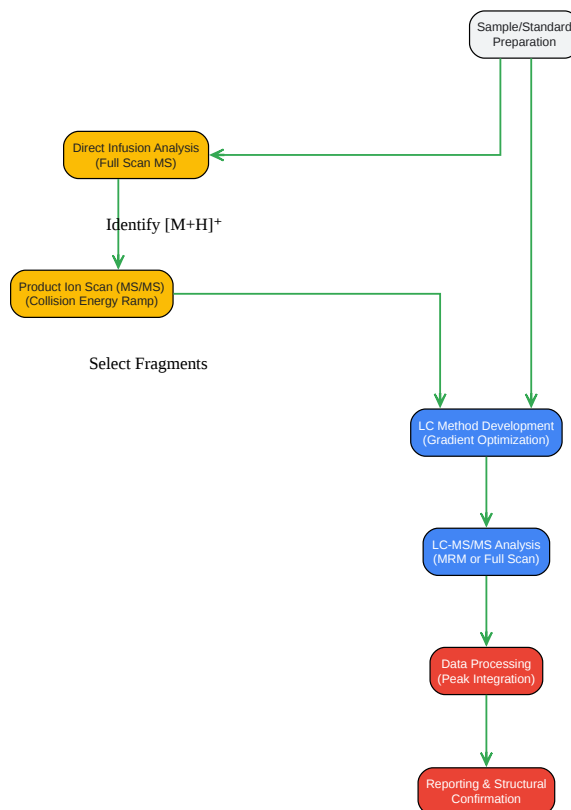 Sample/Standard
Preparation
Direct Infusion Analysis
(Full Scan MS)
Identify [M+H]⁺
Product Ion Scan (MS/MS)
(Collision Energy Ramp)
Select Fragments
LC Method Development
(Gradient Optimization)
LC-MS/MS Analysis
(MRM or Full Scan)
Data Processing
(Peak Integration)
Reporting & Structural
Confirmation